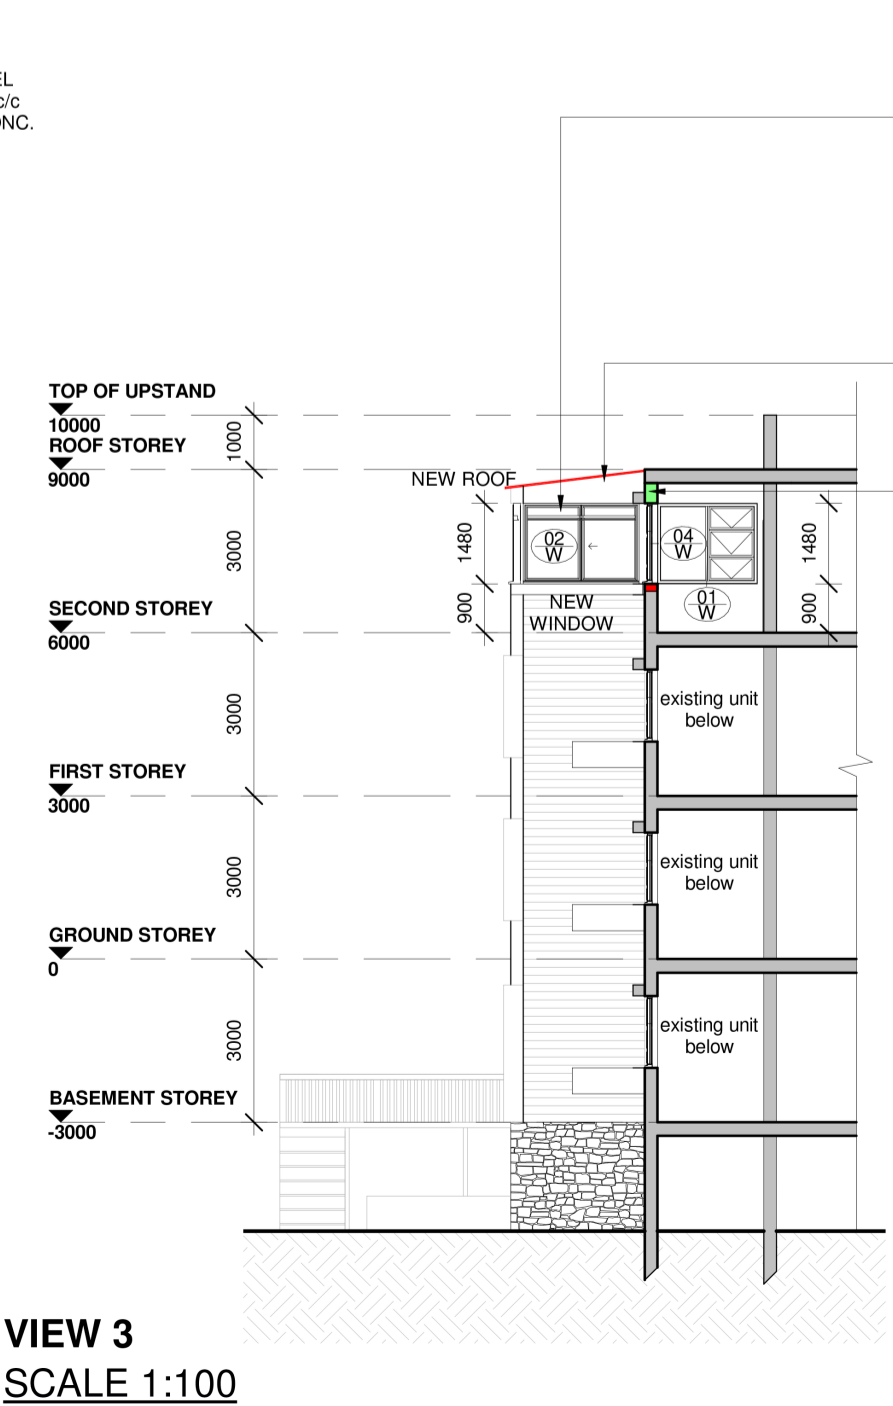 EL
c/c
ONC.
TOP OF UPSTAND
10000
1000
ROOF STOREY
9000
NEW ROOF
3000
1480
02
W
04
W
1480
900
NEW
WINDOW
01
W
900
SECOND STOREY
6000
3000
existing unit
below
FIRST STOREY
3000
3000
existing unit
below
GROUND STOREY
0
3000
existing unit
below
BASEMENT STOREY
-3000
VIEW 3
SCALE 1:100